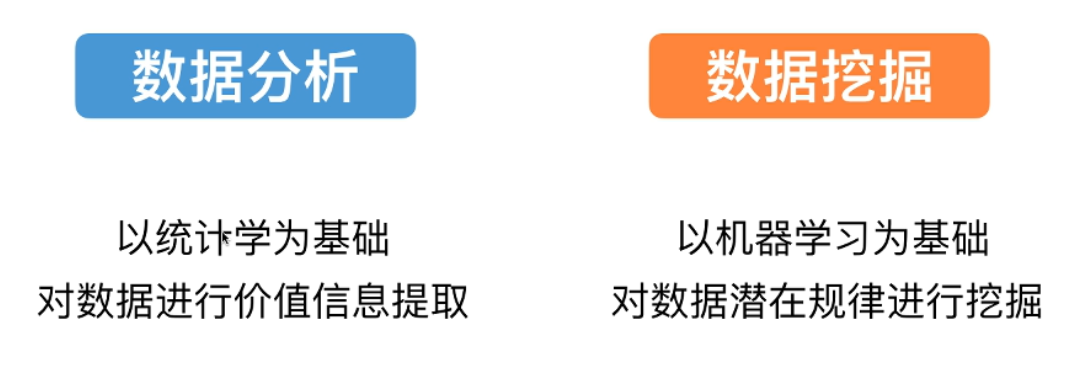 数据分析
数据挖掘
以统计学为基础
对数据进行价值信息提取
以机器学习为基础
对数据潜在规律进行挖掘